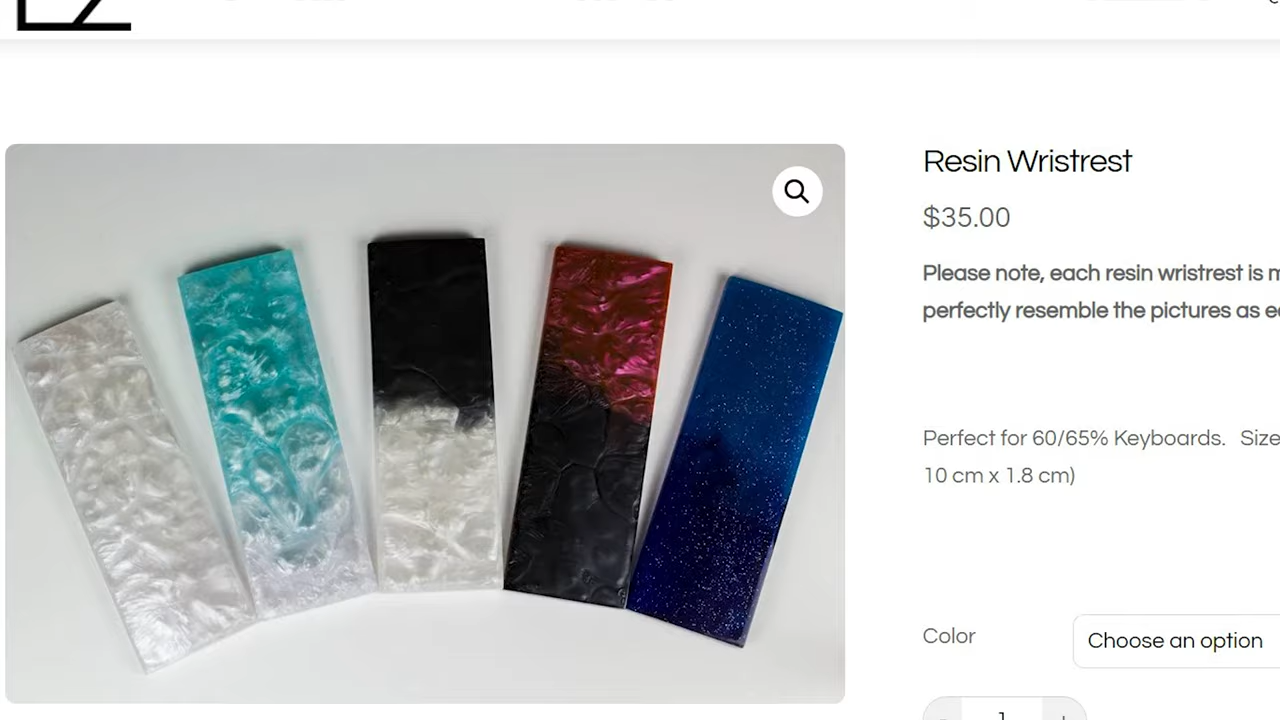 Resin Wristrest
$35.00
Please note, each resin wristrest is
perfectly resemble the pictures as
Perfect for 60/65% Keyboards. Size
10 cm x 1.8 cm)
Color
Choose an option
1